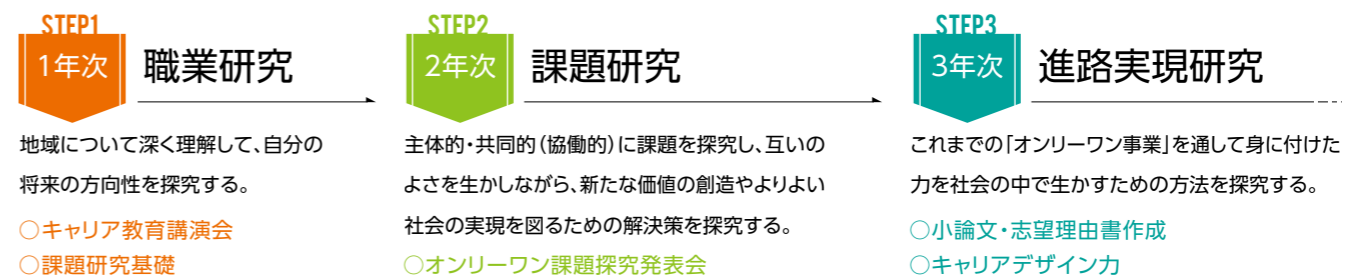 STEP1
1年次
職業研究
地域について深く理解して、自分の
将来の方向性を探究する。
○キャリア教育講演会
○課題研究基礎
STEP2
2年次
課題研究
主体的・共同的(協働的)に課題を探究し、互いの
よさを生かしながら、新たな価値の創造やよりよい
社会の実現を図るための解決策を探究する。
○オンリーワン課題探究発表会
STEP3
3年次
進路実現研究
これまでの「オンリーワン事業」を通して身に付けた
力を社会の中で生かすための方法を探究する。
○小論文・志望理由書作成
○キャリアデザイン力